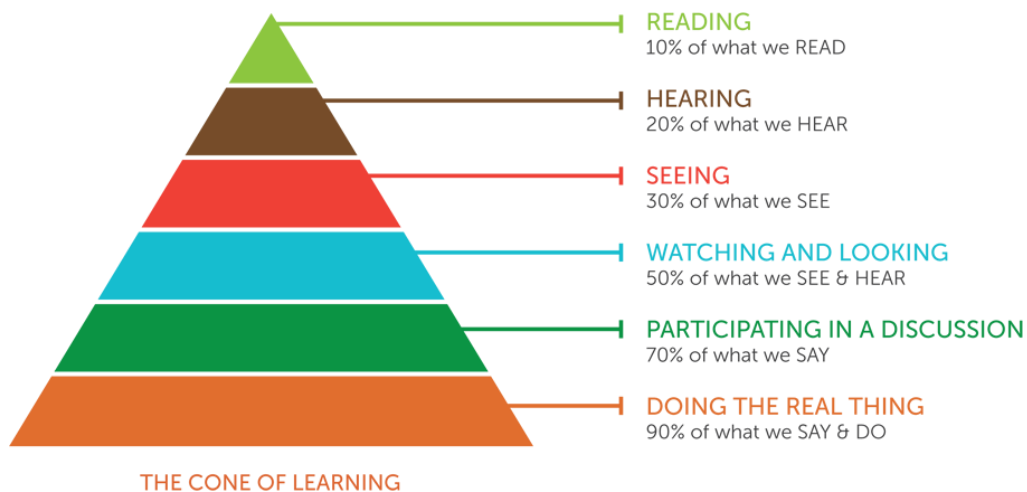 READING
10% of what we READ
HEARING
20% of what we HEAR
SEEING
30% of what we SEE
WATCHING AND LOOKING
50% of what we SEE & HEAR
PARTICIPATING IN A DISCUSSION
70% of what we SAY
DOING THE REAL THING
90% of what we SAY & DO
THE CONE OF LEARNING